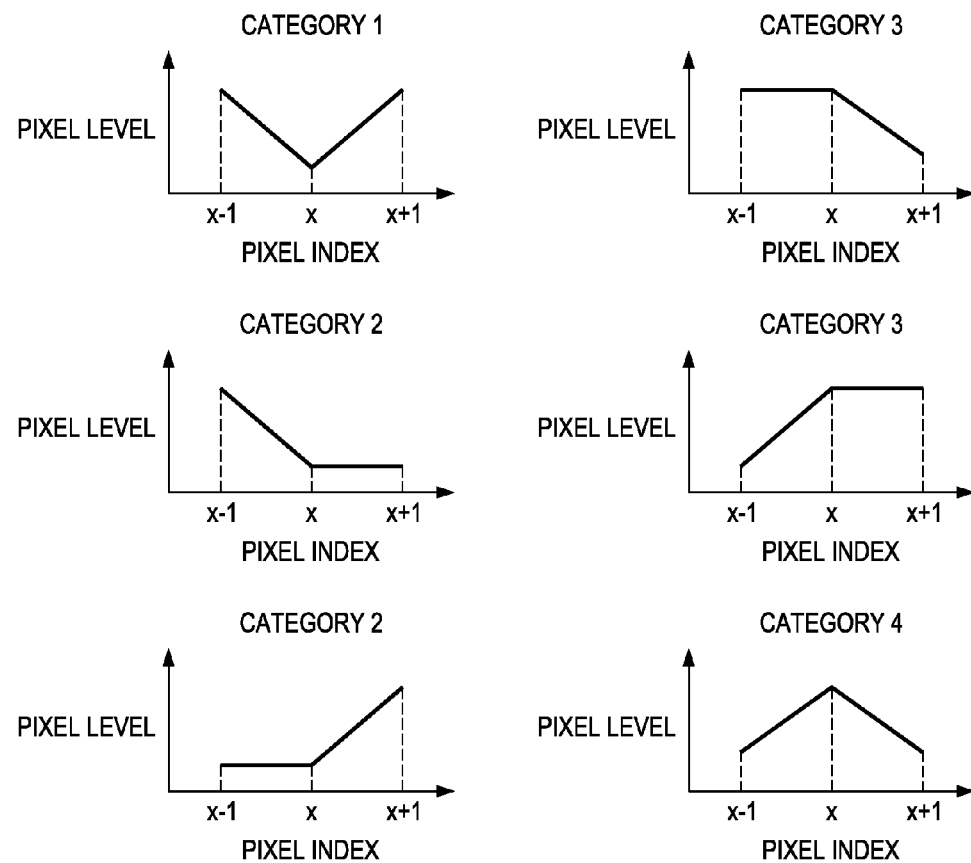 CATEGORY 1
PIXEL LEVEL
x-1 x x+1
PIXEL INDEX
CATEGORY 3
PIXEL LEVEL
x-1 x x+1
PIXEL INDEX
CATEGORY 2
PIXEL LEVEL
x-1 x x+1
PIXEL INDEX
CATEGORY 3
PIXEL LEVEL
x-1 x x+1
PIXEL INDEX
CATEGORY 2
PIXEL LEVEL
x-1 x x+1
PIXEL INDEX
CATEGORY 4
PIXEL LEVEL
x-1 x x+1
PIXEL INDEX